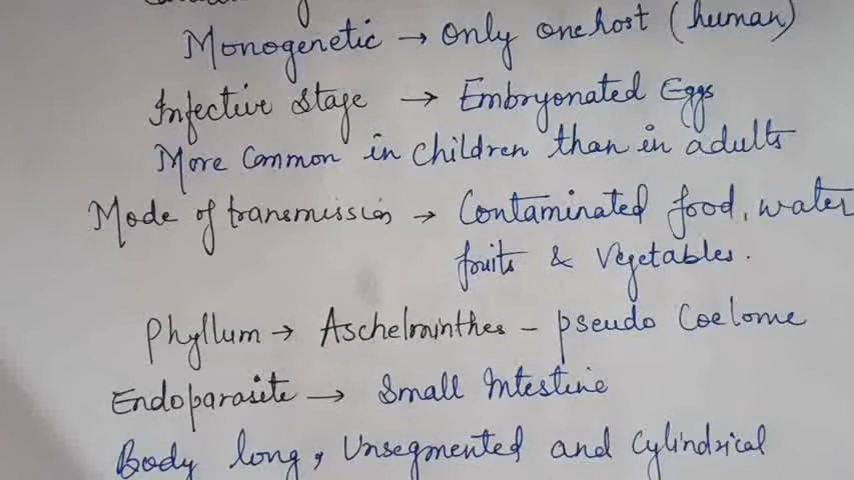 Monogenetic → Only one host (human)
Infective Stage → Embryonated Eggs
More Common in children than in adults
Mode of transmission → Contaminated food, water
fruits & Vegetables.
Phyllum → Aschelminthes - pseudo Coelome
Endoparasite → Small Intestine
Body long, Unsegmented and Cylindrical